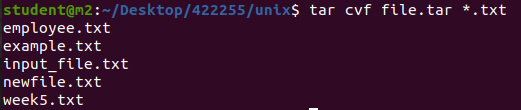 student@m2:~/Desktop/422255/unix$ tar cvf file.tar *.txt
employee.txt
example.txt
input_file.txt
newfile.txt
week5.txt